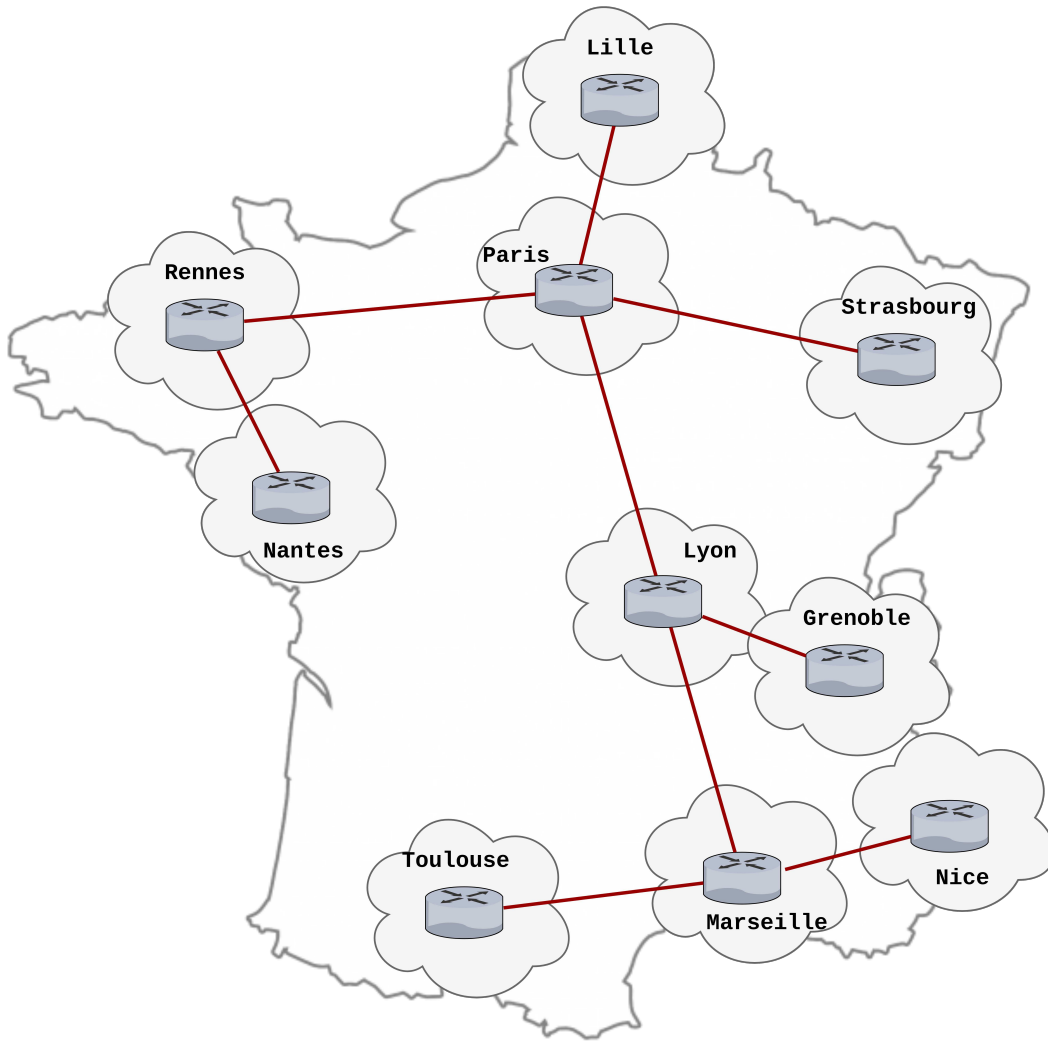 Lille
Paris
Rennes
Strasbourg
Nantes
Lyon
Grenoble
Toulouse
Nice
Marseille